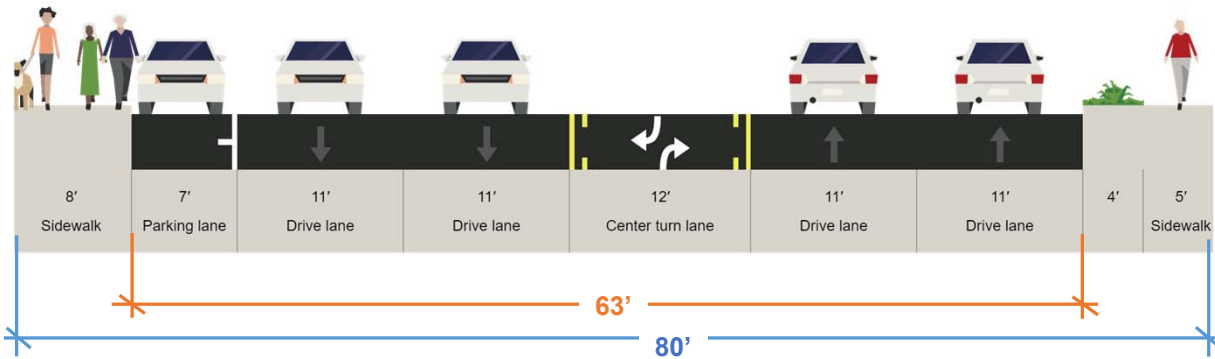 8′ 7′ 11′ 11′ 12′ 11′ 11′ 4′ 5′
Sidewalk Parking lane Drive lane Drive lane Center turn lane Drive lane Drive lane Sidewalk
63’
80’